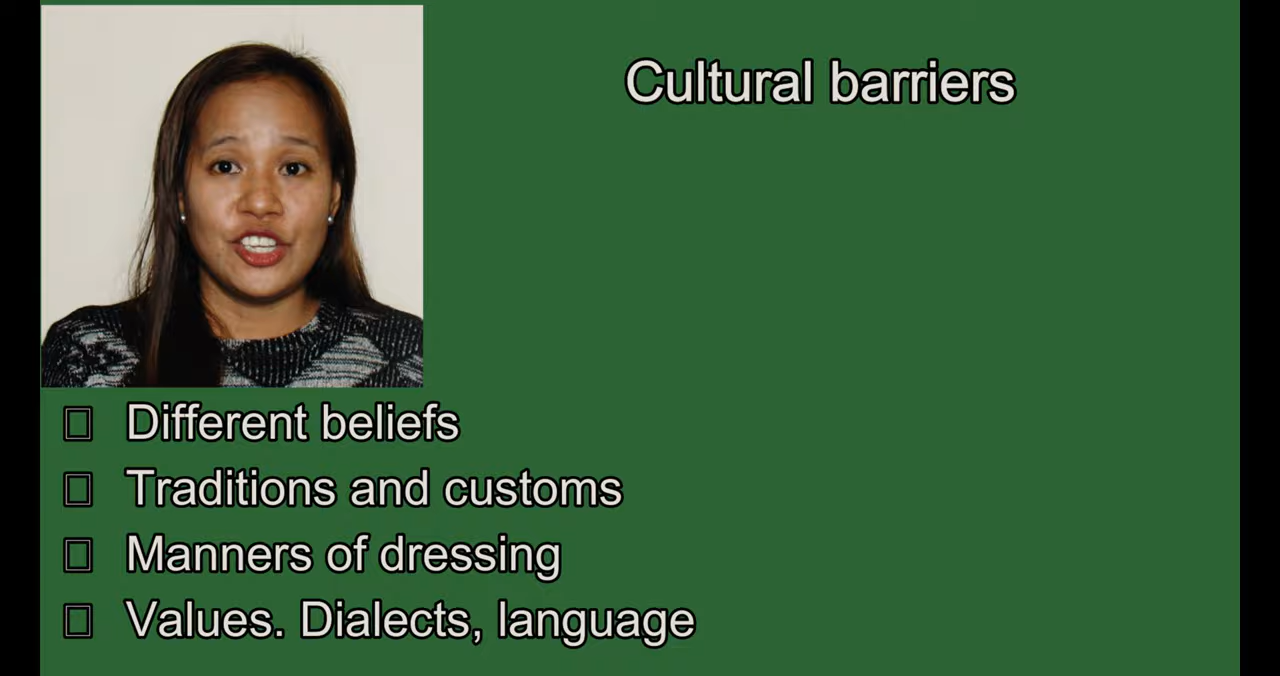 Cultural barriers
Different beliefs
Traditions and customs
Manners of dressing
Values. Dialects, language